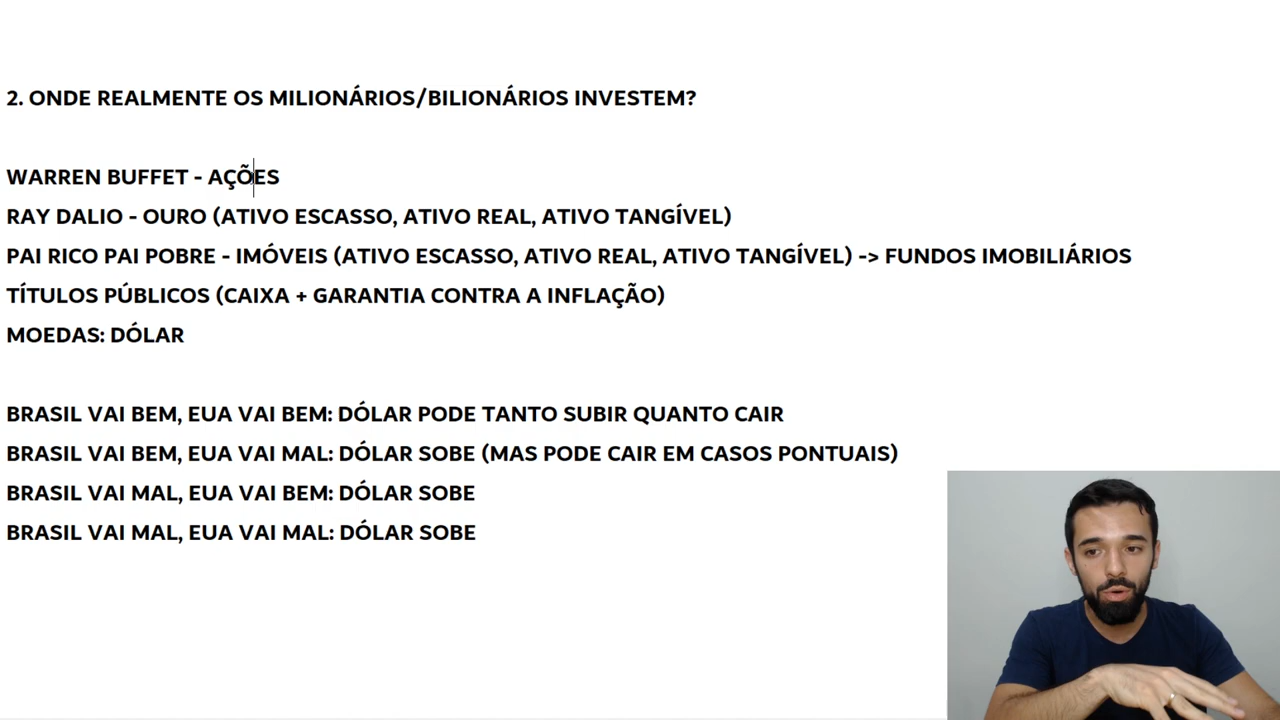 2. ONDE REALMENTE OS MILIONÁRIOS/BILIONÁRIOS INVESTEM?
WARREN BUFFET - AÇÕES
RAY DALIO - OURO (ATIVO ESCASSO, ATIVO REAL, ATIVO TANGÍVEL)
PAI RICO PAI POBRE - IMÓVEIS (ATIVO ESCASSO, ATIVO REAL, ATIVO TANGÍVEL) -> FUNDOS IMOBILIÁRIOS
TÍTULOS PÚBLICOS (CAIXA + GARANTIA CONTRA A INFLAÇÃO)
MOEDAS: DÓLAR
BRASIL VAI BEM, EUA VAI BEM: DÓLAR PODE TANTO SUBIR QUANTO CAIR
BRASIL VAI BEM, EUA VAI MAL: DÓLAR SOBE (MAS PODE CAIR EM CASOS PONTUAIS)
BRASIL VAI MAL, EUA VAI BEM: DÓLAR SOBE
BRASIL VAI MAL, EUA VAI MAL: DÓLAR SOBE